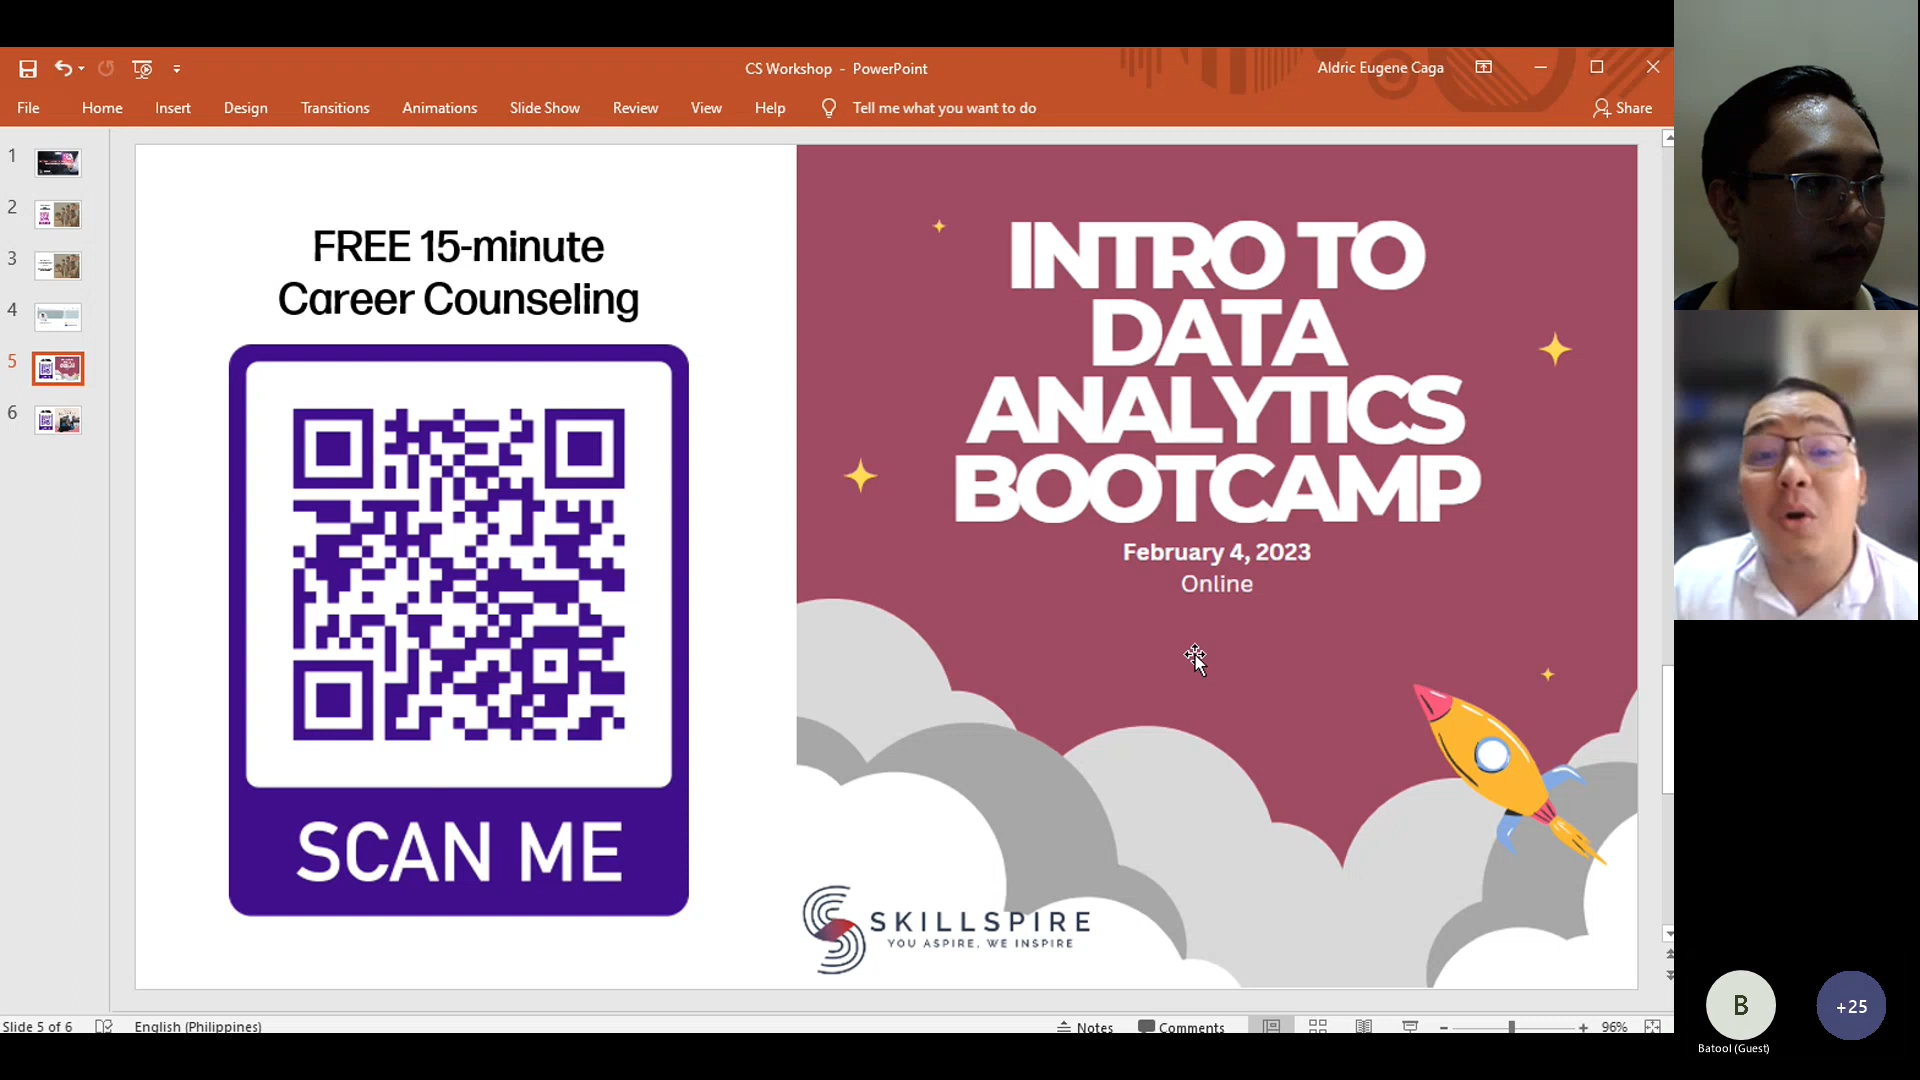 CS Workshop - PowerPoint
Aldric Eugene Caga
File Home Insert Design Transitions Animations Slide Show Review View Help Tell me what you want to do Share
1
2
3
4
5
6
FREE 15-minute
Career Counseling
SCAN ME
INTRO TO
DATA
ANALYTICS
BOOTCAMP
February 4, 2023
Online
SKILLSPIRE
YOU ASPIRE, WE INSPIRE
Slide 5 of 6 English (Philippines) Notes Comments 96%
B
Batool (Guest)
+25